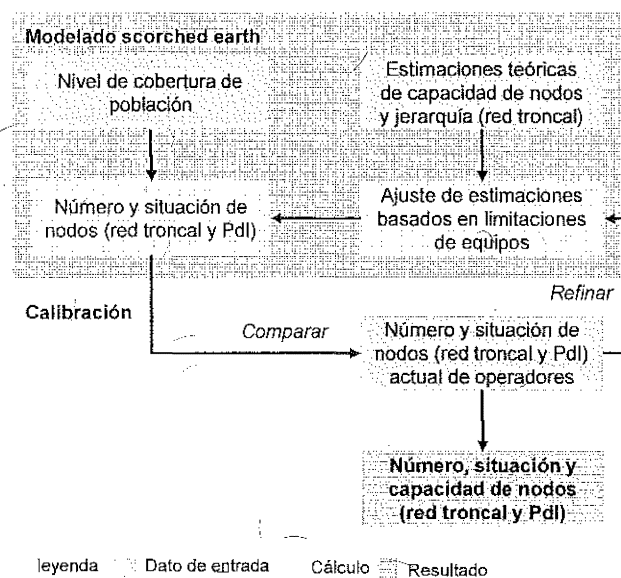 Modelado scorched earth
Nivel de cobertura de
población
Estimaciones teóricas
de capacidad de nodos
y jerarquía (red troncal)
Número y situación de
nodos (red troncal y PdI)
Ajuste de estimaciones
basados en limitaciones
de equipos
Refinar
Calibración
Comparar
Número y situación de
nodos (red troncal y PdI)
actual de operadores
Número, situación y
capacidad de nodos
(red troncal y PdI)
leyenda Dato de entrada Cálculo Resultado